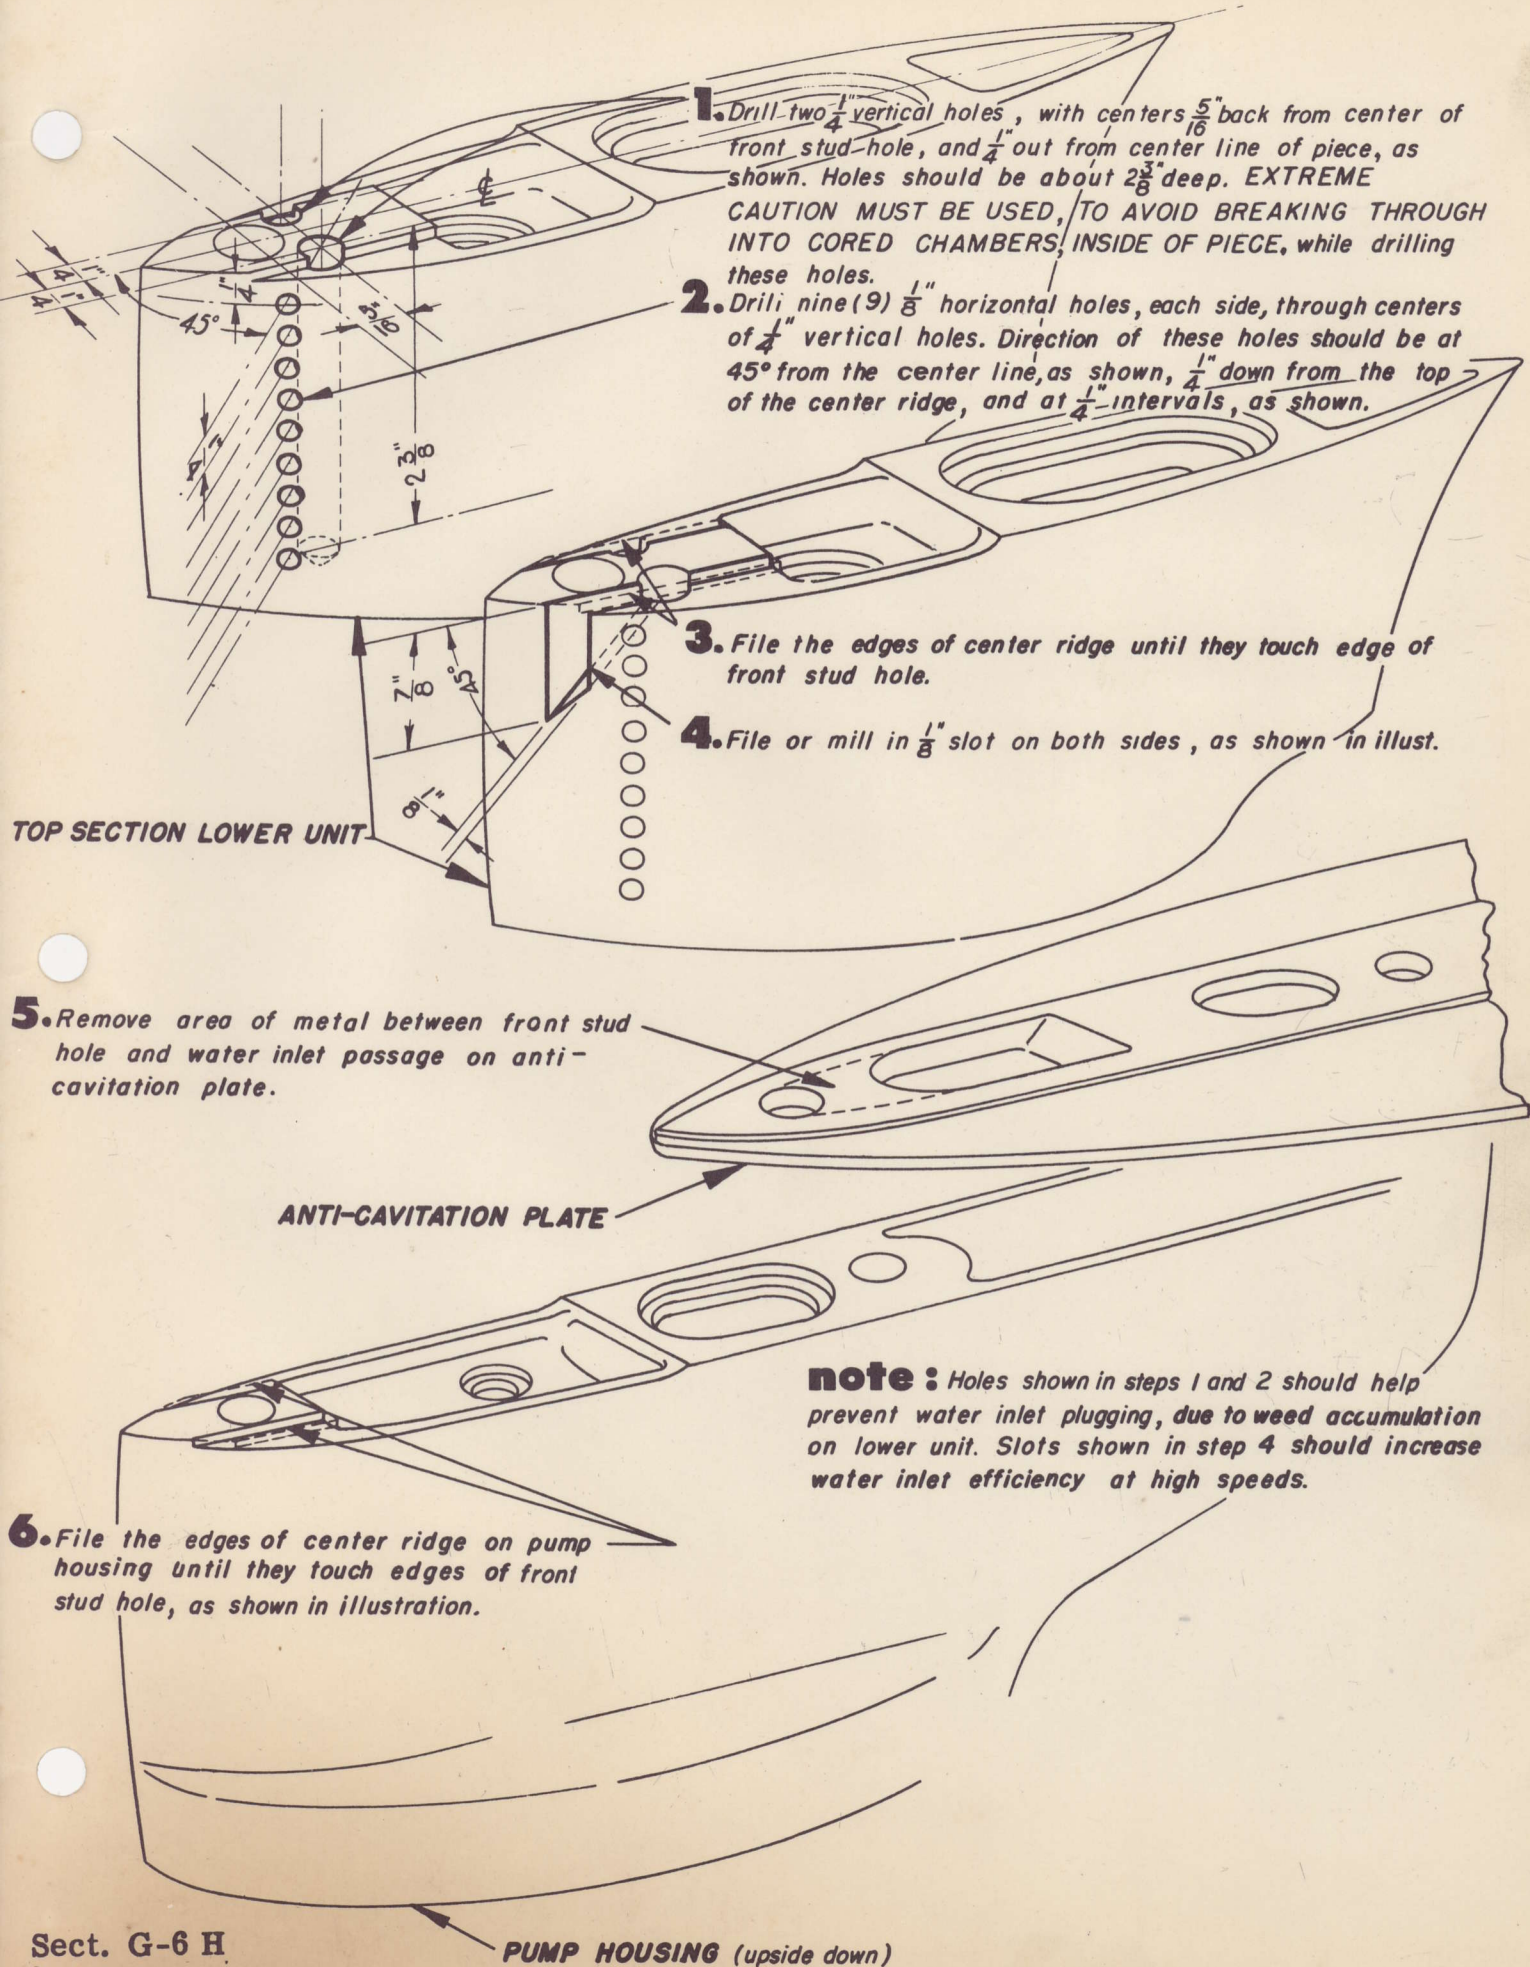 1. Drill two 1/4" vertical holes, with centers 5/16" back from center of
front stud hole, and 1/4" out from center line of piece, as
shown. Holes should be about 2 3/8" deep. EXTREME
CAUTION MUST BE USED, TO AVOID BREAKING THROUGH
INTO CORED CHAMBERS, INSIDE OF PIECE, while drilling
these holes.
2. Drill nine (9) 1/8" horizontal holes, each side, through centers
of 1/4" vertical holes. Direction of these holes should be at
45° from the center line, as shown, 1/4" down from the top
of the center ridge, and at 1/4" intervals, as shown.
℄
1/4"
1/4"
1/4"
45°
5/16"
2 3/8"
3. File the edges of center ridge until they touch edge of
front stud hole.
7/8"
45°
4. File or mill in 1/8" slot on both sides, as shown in illust.
1/8"
TOP SECTION LOWER UNIT
5. Remove area of metal between front stud
hole and water inlet passage on anti-
cavitation plate.
ANTI-CAVITATION PLATE
note: Holes shown in steps 1 and 2 should help
prevent water inlet plugging, due to weed accumulation
on lower unit. Slots shown in step 4 should increase
water inlet efficiency at high speeds.
6. File the edges of center ridge on pump
housing until they touch edges of front
stud hole, as shown in illustration.
Sect. G-6 H
PUMP HOUSING (upside down)